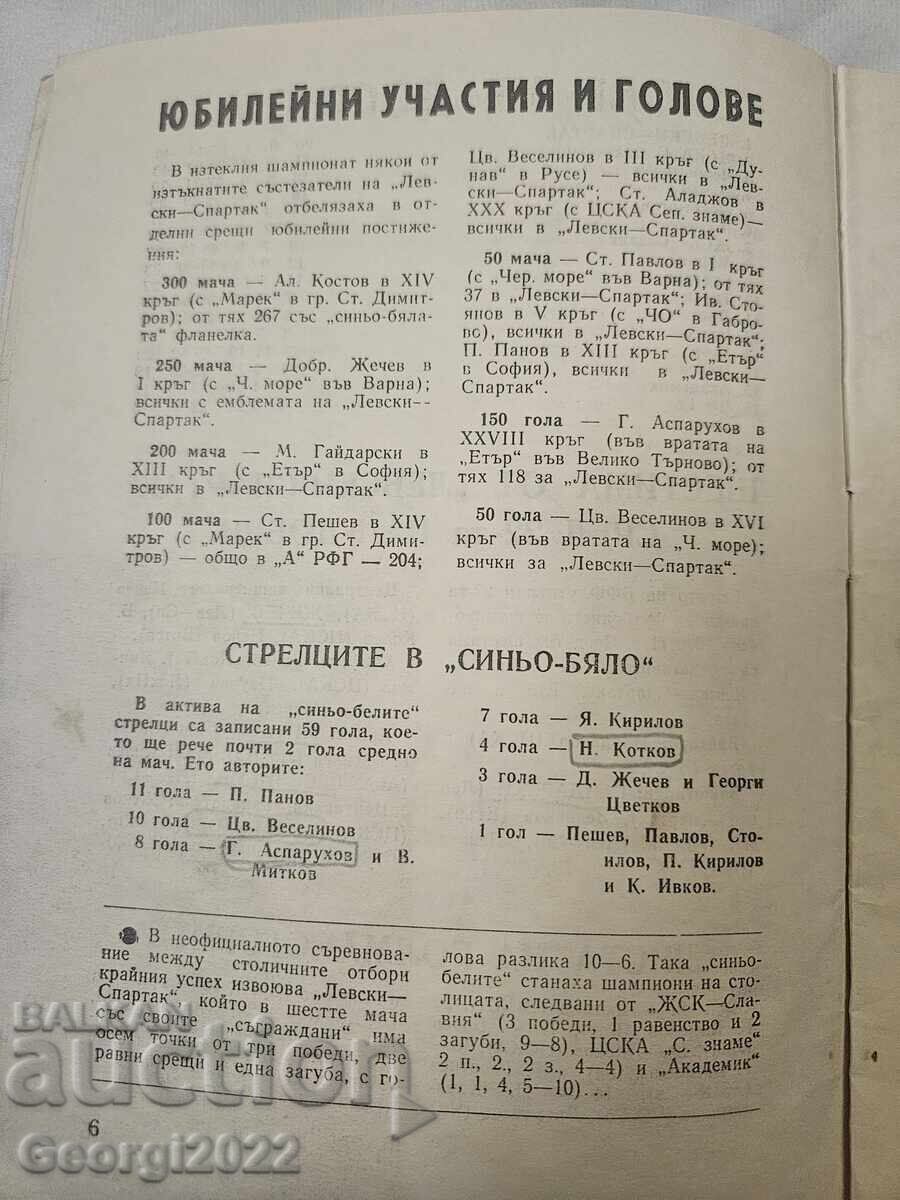 ЮБИЛЕЙНИ УЧАСТИЯ И ГОЛОВЕ
В изтеклия шампионат някои от
изтъкнатите състезатели на „Лев-
ски—Спартак“ отбелязаха в от-
делни срещи юбилейни постиже-
ния:
300 мача — Ал. Костов в XIV
кръг (с „Марек“ в гр. Ст. Димит-
ров); от тях 267 със „синьо-бяла-
та“ фланелка.
250 мача — Добр. Жечев в
I кръг (с „Ч. море“ във Варна);
всички с емблемата на „Левски—
Спартак“.
200 мача — М. Гайдарски в
XIII кръг (с „Етър“ в София);
всички в „Левски—Спартак“.
100 мача — Ст. Пешев в XIV
кръг (с „Марек“ в гр. Ст. Дими-
тров) — общо в „А“ РФГ — 204;
Цв. Веселинов в III кръг (с „Ду-
нав“ в Русе) — всички в „Лев-
ски—Спартак“; Ст. Аладжов в
XXX кръг (с ЦСКА Сеп. знаме)—
всички в „Левски—Спартак“.
50 мача — Ст. Павлов в I кръг
(с „Чер. море“ във Варна); от тях
37 в „Левски—Спартак“; Ив. Сто-
янов в V кръг (с „ЧО“ в Габро-
во), всички в „Левски—Спартак“;
П. Панов в XIII кръг (с „Етър“
в София), всички в „Левски—
Спартак“.
150 гола — Г. Аспарухов в
XXVIII кръг (във вратата на
„Етър“ във Велико Търново); от
тях 118 за „Левски—Спартак“.
50 гола — Цв. Веселинов в XVI
кръг (във вратата на „Ч. море);
всички за „Левски—Спартак“.
СТРЕЛЦИТЕ В „СИНЬО-БЯЛО“
В актива на „синьо-белите“
стрелци са записани 59 гола, кое-
то ще рече почти 2 гола средно
на мач. Ето авторите:
11 гола — П. Панов
10 гола — Цв. Веселинов
8 гола — Г. Аспарухов и В.
Митков
7 гола — Я. Кирилов
4 гола — Н. Котков
3 гола — Д. Жечев и Георги
Цветков
1 гол — Пешев, Павлов, Сто-
илов, П. Кирилов
и К. Ивков.
В неофициалното съревнова-
ние между столичните отбори
крайния успех извоюва „Левски—
Спартак“, който в шестте мача
със своите „съграждани“ има
осем точки от три победи, две
равни срещи и една загуба, с го-
лова разлика 10—6. Така „синьо-
белите“ станаха шампиони на сто-
лицата, следвани от „ЖСК—Сла-
вия“ (3 победи, 1 равенство и 2
загуби, 9—8), ЦСКА „С. знаме“
2 п., 2., 2 з., 4—4) и „Академик“
(1, 1, 4, 5—10)...
6
BALKAN
auction
Georgi2022